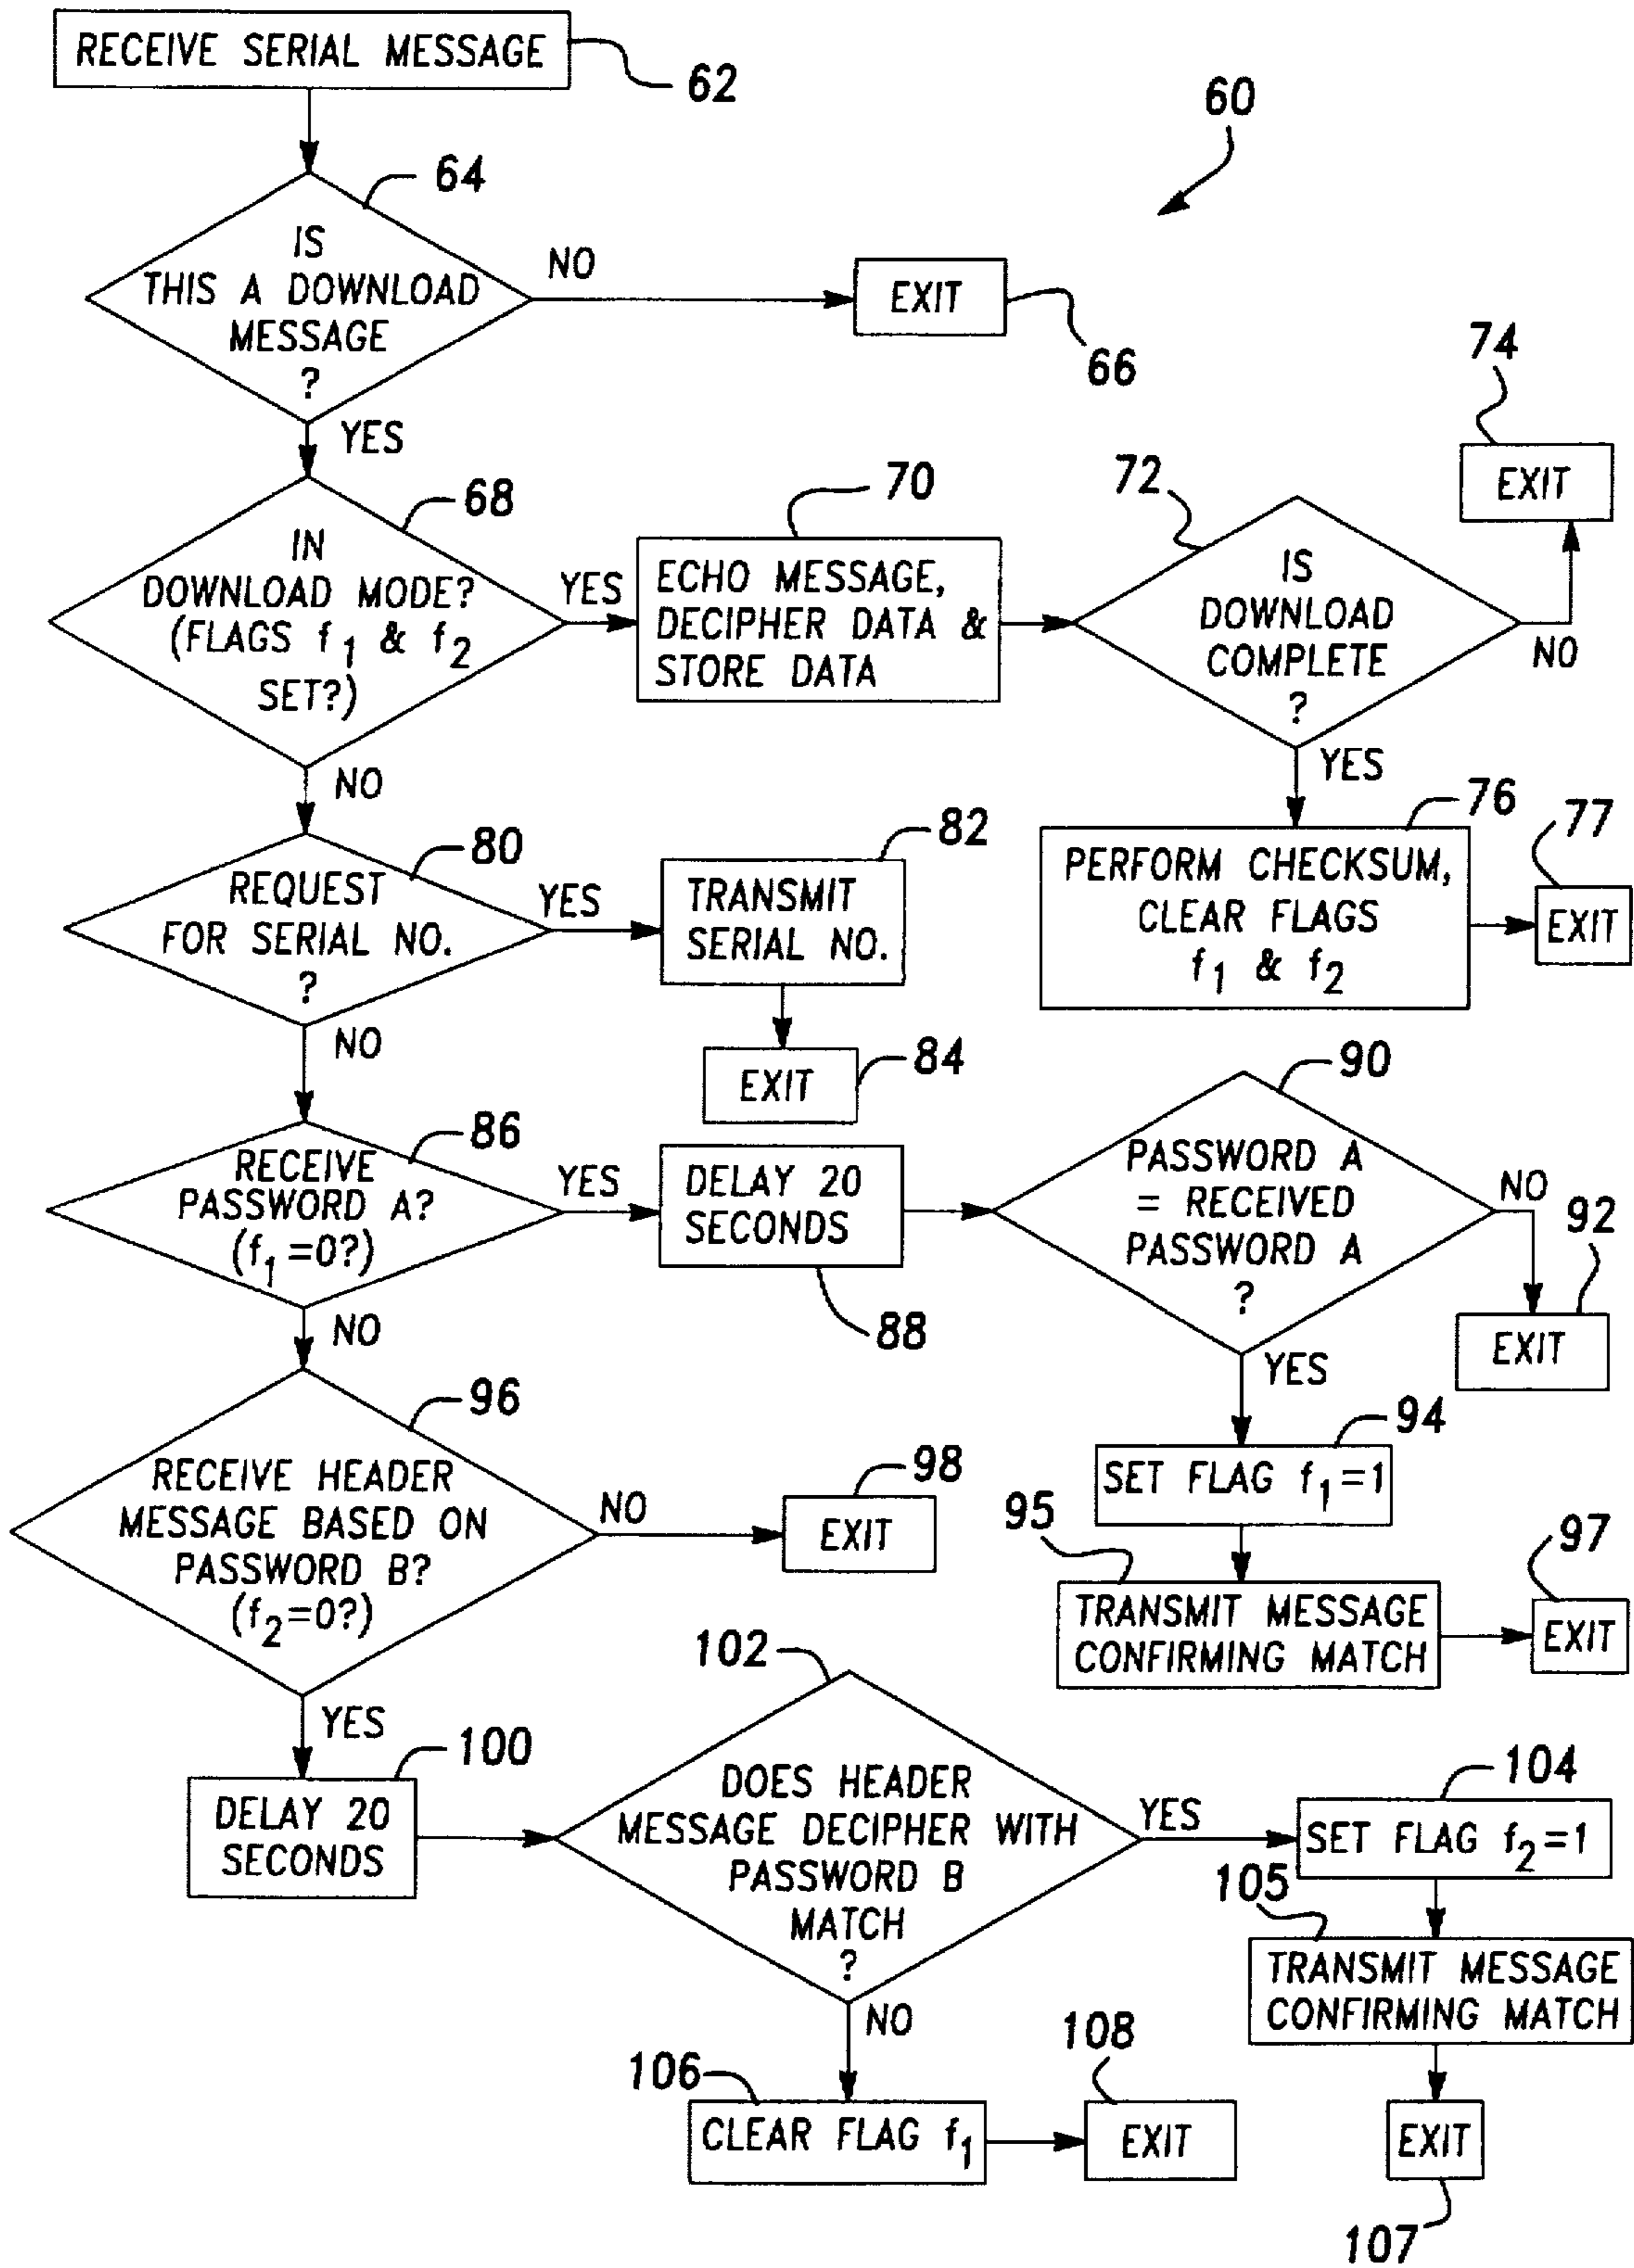 RECEIVE SERIAL MESSAGE
62
60
64
IS
THIS A DOWNLOAD
MESSAGE
?
NO
EXIT
66
YES
74
EXIT
68
IN
DOWNLOAD MODE?
(FLAGS f1 & f2
SET?)
YES
70
ECHO MESSAGE,
DECIPHER DATA &
STORE DATA
72
IS
DOWNLOAD
COMPLETE
?
NO
YES
NO
76
PERFORM CHECKSUM,
CLEAR FLAGS
f1 & f2
77
EXIT
80
REQUEST
FOR SERIAL NO.
?
YES
82
TRANSMIT
SERIAL NO.
84
EXIT
NO
86
RECEIVE
PASSWORD A?
(f1=0?)
YES
DELAY 20
SECONDS
88
90
PASSWORD A
= RECEIVED
PASSWORD A
?
NO
92
EXIT
YES
94
SET FLAG f1=1
95
TRANSMIT MESSAGE
CONFIRMING MATCH
97
EXIT
NO
96
RECEIVE HEADER
MESSAGE BASED ON
PASSWORD B?
(f2=0?)
NO
98
EXIT
YES
100
DELAY 20
SECONDS
102
DOES HEADER
MESSAGE DECIPHER WITH
PASSWORD B
MATCH
?
YES
104
SET FLAG f2=1
105
TRANSMIT MESSAGE
CONFIRMING MATCH
EXIT
107
NO
106
CLEAR FLAG f1
108
EXIT